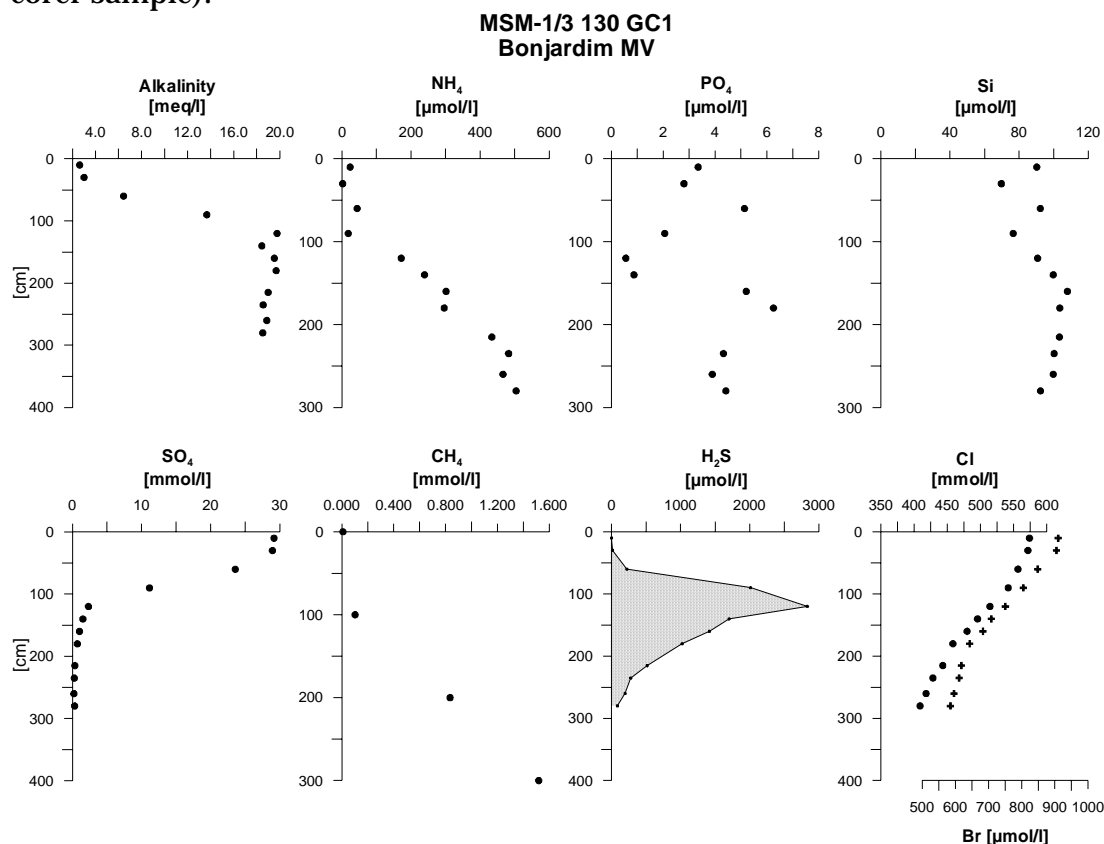 corer sample).
MSM-1/3 130 GC1
Bonjardim MV
Alkalinity
[meq/l]
4.0 8.0 12.0 16.0 20.0
NH4
[µmol/l]
0 200 400 600
PO4
[µmol/l]
0 2 4 6 8
Si
[µmol/l]
0 40 80 120
0
100
200
300
400
[cm]
0
100
200
300
0
100
200
300
0
100
200
300
SO4
[mmol/l]
0 10 20 30
CH4
[mmol/l]
0.000 0.400 0.800 1.200 1.600
H2S
[µmol/l]
0 1000 2000 3000
Cl
[mmol/l]
350 400 450 500 550 600
0
100
200
300
400
[cm]
0
100
200
300
0
100
200
300
400
0
100
200
300
400
500 600 700 800 900 1000
Br [µmol/l]